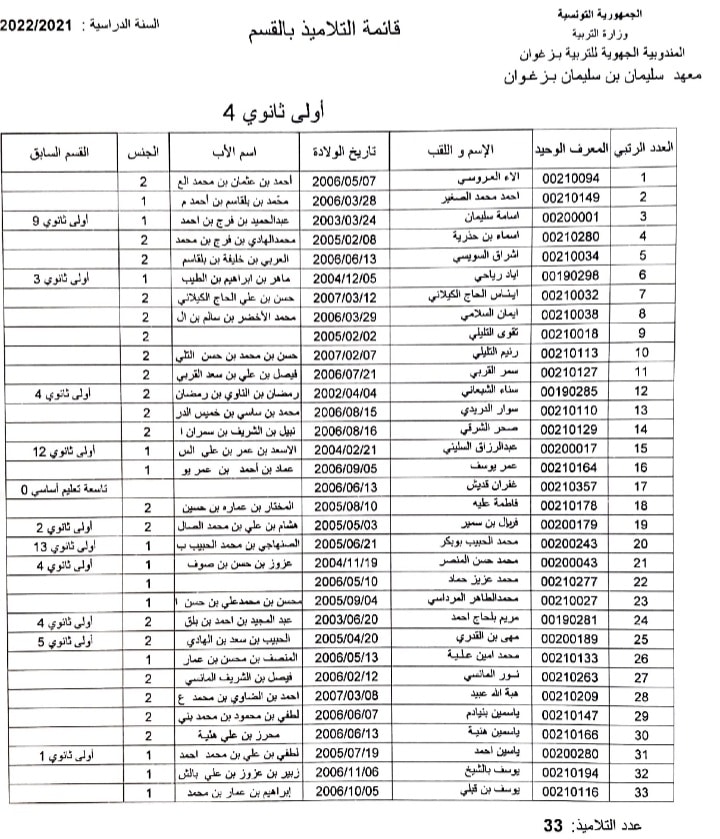 الجمهورية التونسية
وزارة التربية
المندوبية الجهوية للتربية بزغوان
معهد سليمان بن سليمان بزغوان
قائمة التلاميذ بالقسم
السنة الدراسية : 2022/2021
أولى ثانوي 4
العدد الرتبي المعرف الوحيد الإسم و اللقب تاريخ الولادة اسم الأب الجنس القسم السابق
1 00210094 الاء العروسي 2006/05/07 أحمد بن عثمان بن محمد الع 2
2 00210149 احمد محمد الصغير 2006/03/28 محمد بن بلقاسم بن أحمد م 1
3 00200001 اسامة سليمان 2003/03/24 عبدالحميد بن فرج بن احمد 1 أولى ثانوي 9
4 00210280 اسماء بن حذرية 2005/02/08 محمدالهادي بن فرج بن محمد 2
5 00210034 اشراق السويسي 2006/06/13 العربي بن خليفة بن بلقاسم 2
6 00190298 اياد رياحي 2004/12/05 ماهر بن ابراهيم بن الطيب 1 أولى ثانوي 3
7 00210032 ايناس الحاج الكيلاني 2007/03/12 حسن بن علي الحاج الكيلاني 2
8 00210038 ايمان السلامي 2006/03/29 محمد الأخضر بن سالم بن ال 2
9 00210018 تقوى التليلي 2005/02/02 2
10 00210113 رنيم التليلي 2007/02/07 حسن بن محمد بن حسن التلي 2
11 00210127 سمر القربي 2006/07/21 فيصل بن علي بن سعد القربي 2
12 00190285 سناء الشيعاني 2002/04/04 رمضان بن الناوي بن رمضان 2 أولى ثانوي 4
13 00210110 سوار الدريدي 2006/08/15 محمد بن ساسي بن خميس الدر 2
14 00210129 صحر الشرقي 2006/08/16 نبيل بن الشريف بن سمران ا 2
15 00200017 عبدالرزاق السليني 2004/02/21 الاسعد بن عمر بن علي الس 1 أولى ثانوي 12
16 00210164 عمر يوسف 2006/09/05 عماد بن أحمد بن عمر يو 1
17 00210357 غفران قديش 2006/06/13 تاسعة تعليم أساسي 0
18 00210178 فاطمة عليه 2005/08/10 المختار بن عماره بن حسين 2
19 00200179 فريال بن سمير 2005/05/03 هشام بن علي بن محمد الصال 2 أولى ثانوي 2
20 00200243 محمد الحبيب بوبكر 2005/06/21 الصنهاجي بن محمد الحبيب ب 1 أولى ثانوي 13
21 00200043 محمد حسن المنصر 2004/11/19 عزوز بن حسن بن صوف 1 أولى ثانوي 4
22 00210277 محمد عزيز حماد 2006/05/10 1
23 00210027 محمدالطاهر المرداسي 2005/09/04 محسن بن محمدعلي بن حسن ا 1
24 00190281 مريم بلحاج احمد 2003/06/20 عبد المجيد بن احمد بن بلق 2 أولى ثانوي 4
25 00200189 مهى بن القدري 2005/04/20 الحبيب بن سعد بن الهادي 2 أولى ثانوي 5
26 00210133 محمد امين علية 2006/05/13 المنصف بن محسن بن عمار 1
27 00210263 نور الماتسي 2006/02/12 فيصل بن الشريف الماتسي 2
28 00210209 هبة الله عبيد 2007/03/08 احمد بن الضاوي بن محمد ع 2
29 00210147 ياسمين بنيادم 2006/06/07 لطفي بن محمود بن محمد بني 2
30 00210166 ياسمين هنية 2006/06/13 محرز بن علي هنية 2
31 00200280 ياسين احمد 2005/07/19 لطفي بن علي بن محمد احمد 1 أولى ثانوي 1
32 00210194 يوسف بالشيخ 2006/11/06 زبير بن عزوز بن علي بالش 1
33 00210116 يوسف بن قبلي 2006/10/05 إبراهيم بن عمار بن محمد 1
عدد التلاميذ: 33